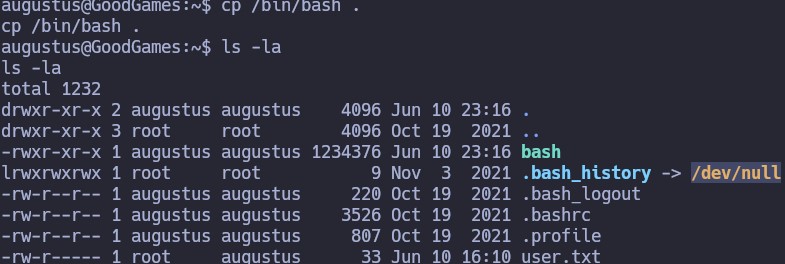 augustus@GoodGames:~$ cp /bin/bash .
cp /bin/bash .
augustus@GoodGames:~$ ls -la
ls -la
total 1232
drwxr-xr-x 2 augustus augustus    4096 Jun 10 23:16 .
drwxr-xr-x 3 root     root        4096 Oct 19  2021 ..
-rwxr-xr-x 1 augustus augustus 1234376 Jun 10 23:16 bash
lrwxrwxrwx 1 root     root           9 Nov  3  2021 .bash_history -> /dev/null
-rw-r--r-- 1 augustus augustus     220 Oct 19  2021 .bash_logout
-rw-r--r-- 1 augustus augustus    3526 Oct 19  2021 .bashrc
-rw-r--r-- 1 augustus augustus     807 Oct 19  2021 .profile
-rw-r----- 1 root     augustus      33 Jun 10 16:10 user.txt